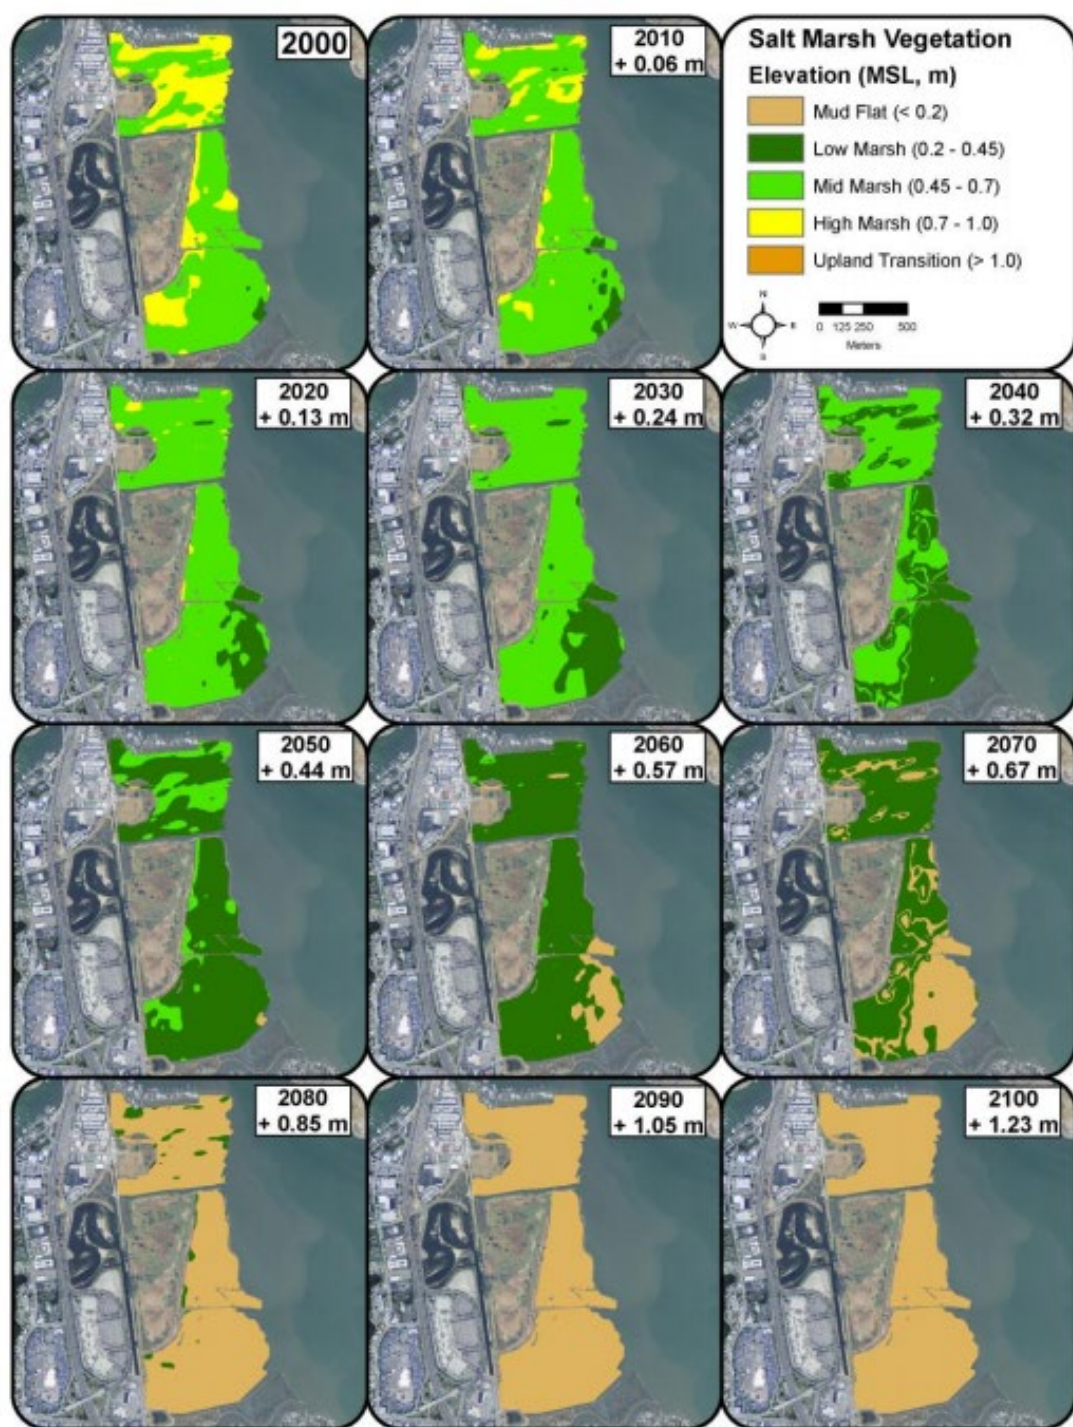 2000
2010
+ 0.06 m
Salt Marsh Vegetation
Elevation (MSL, m)
Mud Flat (< 0.2)
Low Marsh (0.2 - 0.45)
Mid Marsh (0.45 - 0.7)
High Marsh (0.7 - 1.0)
Upland Transition (> 1.0)
N
W E
S
0 125 250 500
Meters
2020
+ 0.13 m
2030
+ 0.24 m
2040
+ 0.32 m
2050
+ 0.44 m
2060
+ 0.57 m
2070
+ 0.67 m
2080
+ 0.85 m
2090
+ 1.05 m
2100
+ 1.23 m